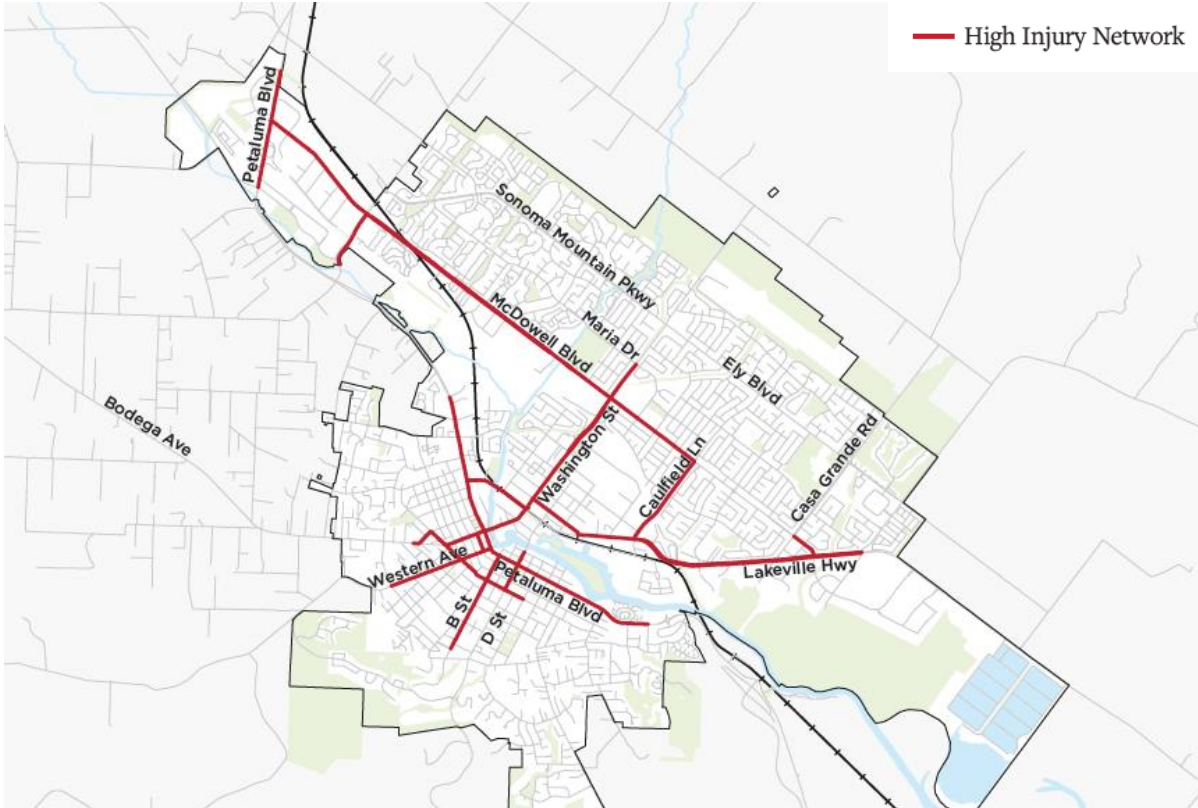 High Injury Network
Petaluma Blvd
Sonoma Mountain Pkwy
McDowell Blvd
Maria Dr
Ely Blvd
Bodega Ave
Washington St
Caulfield Ln
Casa Grande Rd
Western Ave
Petaluma Blvd
Lakeville Hwy
B St
D St